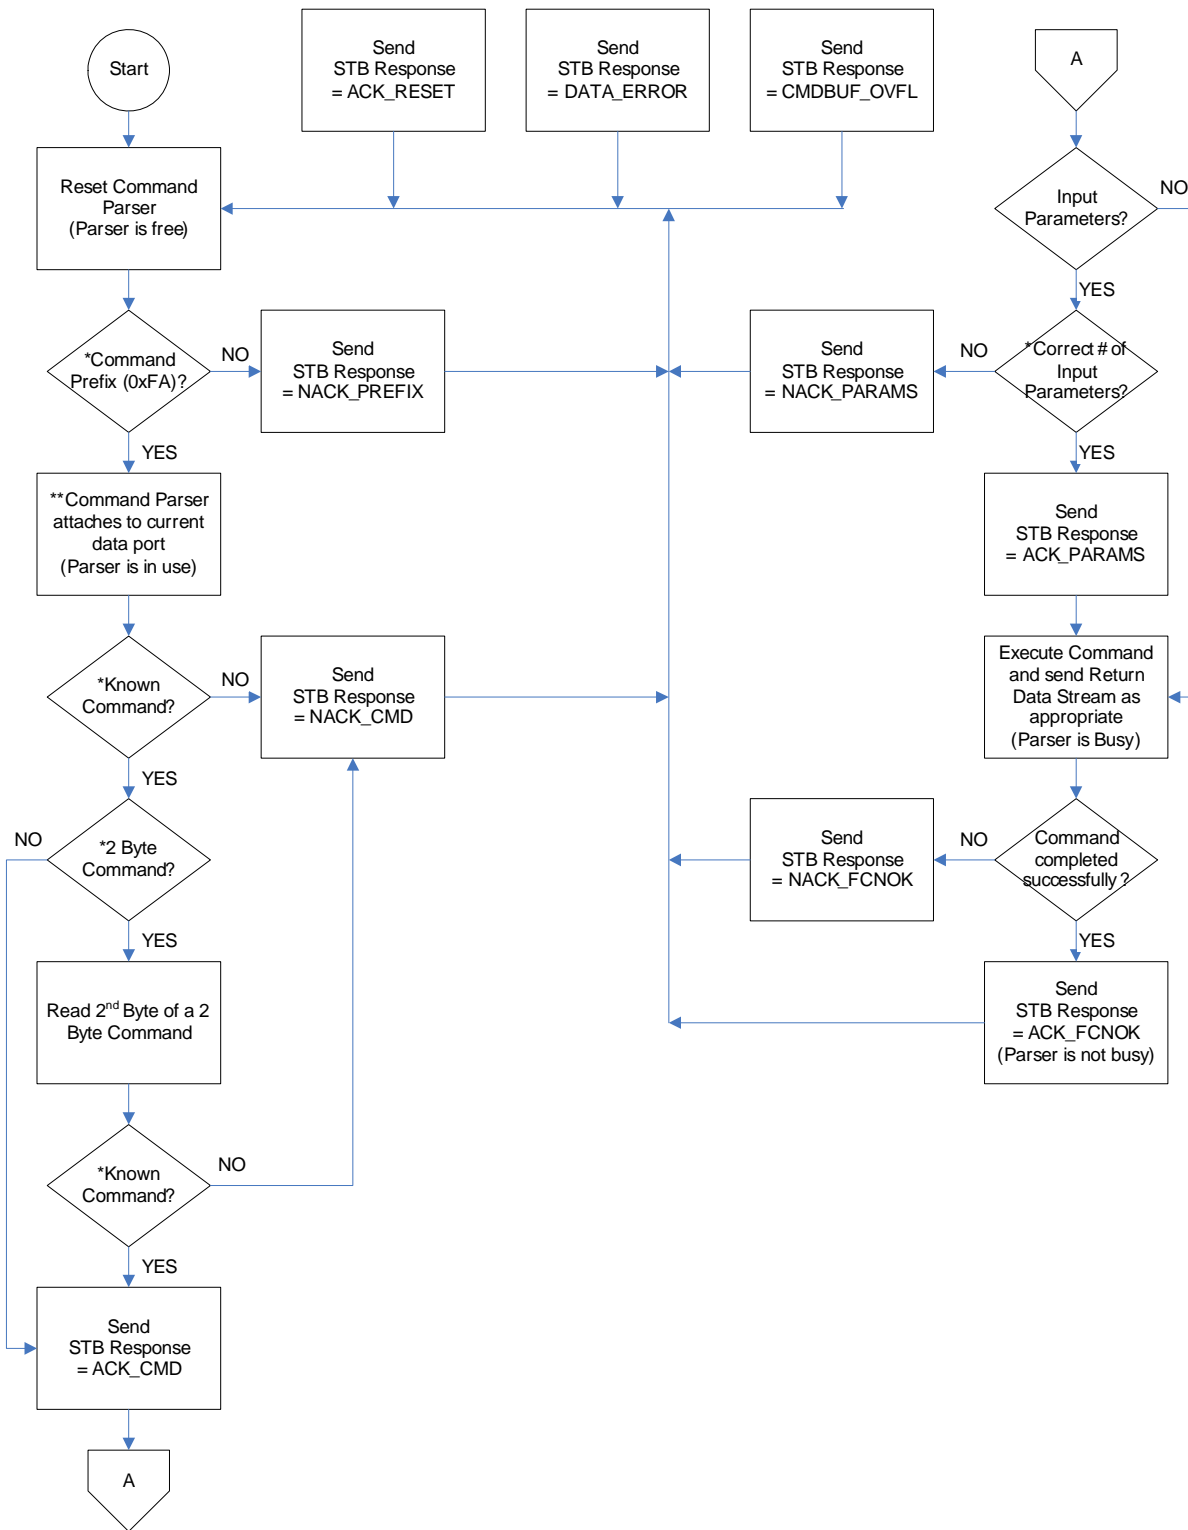 Start
Send
STB Response
= ACK_RESET
Send
STB Response
= DATA_ERROR
Send
STB Response
= CMDBUF_OVFL
A
Reset Command
Parser
(Parser is free)
Input
Parameters?
NO
YES
*Command
Prefix (0xFA)?
NO
Send
STB Response
= NACK_PREFIX
Send
STB Response
= NACK_PARAMS
NO
*Correct # of
Input
Parameters?
YES
YES
**Command Parser
attaches to current
data port
(Parser is in use)
Send
STB Response
= ACK_PARAMS
*Known
Command?
NO
Send
STB Response
= NACK_CMD
Execute Command
and send Return
Data Stream as
appropriate
(Parser is Busy)
YES
NO
*2 Byte
Command?
Send
STB Response
= NACK_FCNOK
NO
Command
completed
successfully?
YES
YES
Read 2nd Byte of a 2
Byte Command
Send
STB Response
= ACK_FCNOK
(Parser is not busy)
*Known
Command?
NO
YES
Send
STB Response
= ACK_CMD
A